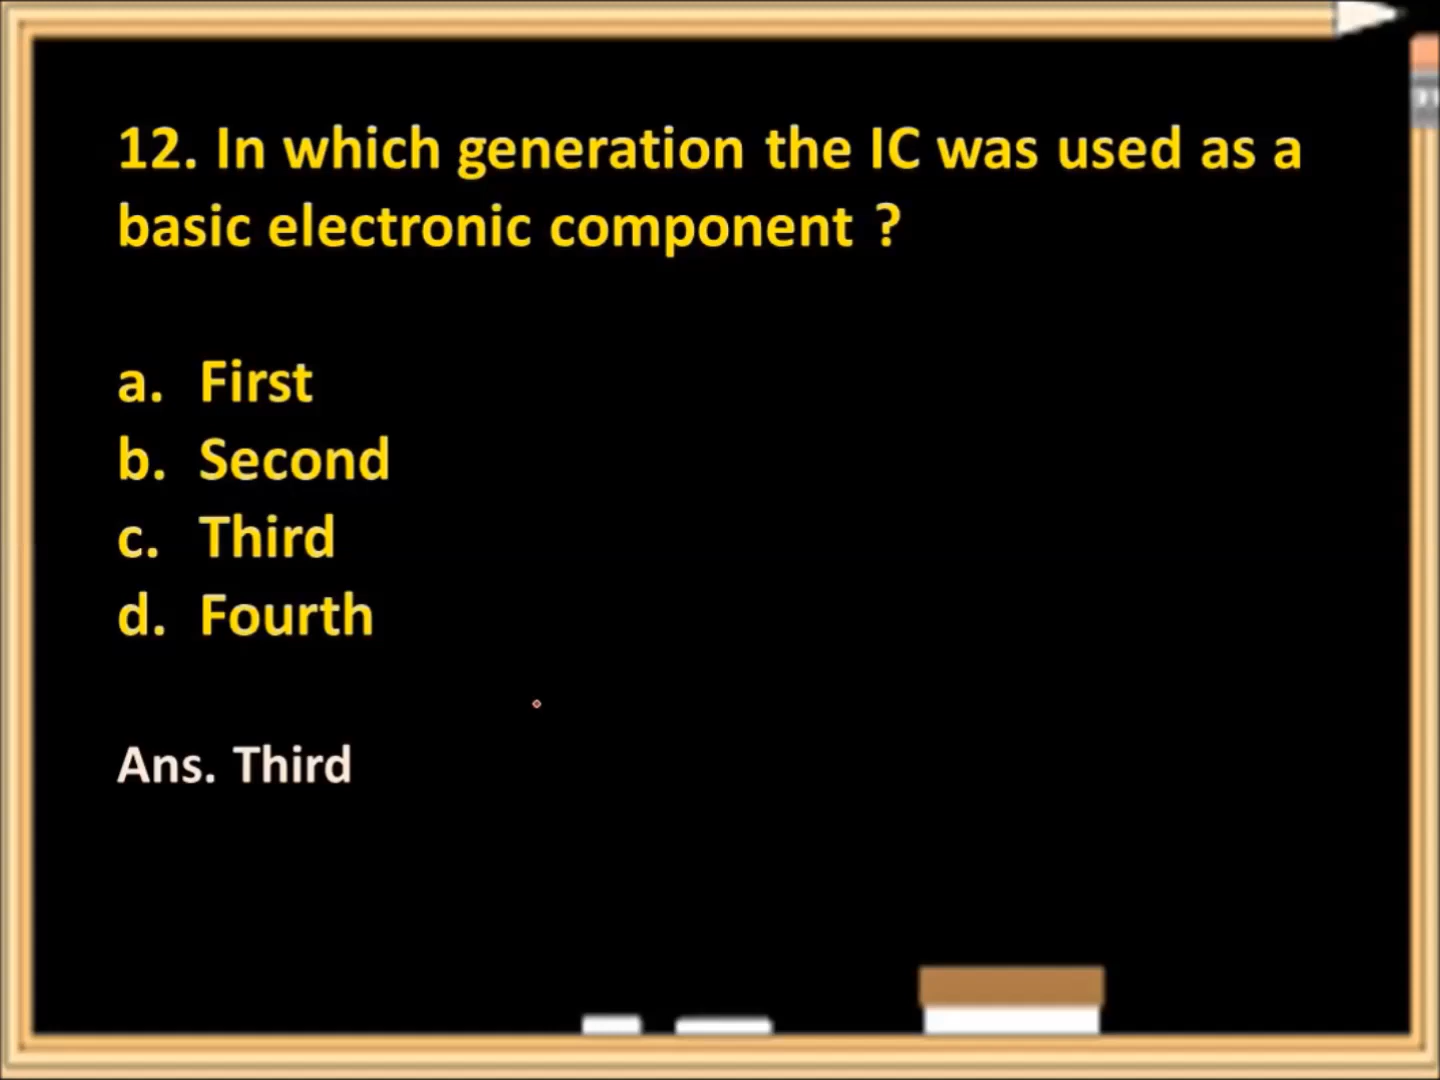 12. In which generation the IC was used as a
basic electronic component ?
a. First
b. Second
c. Third
d. Fourth
Ans. Third